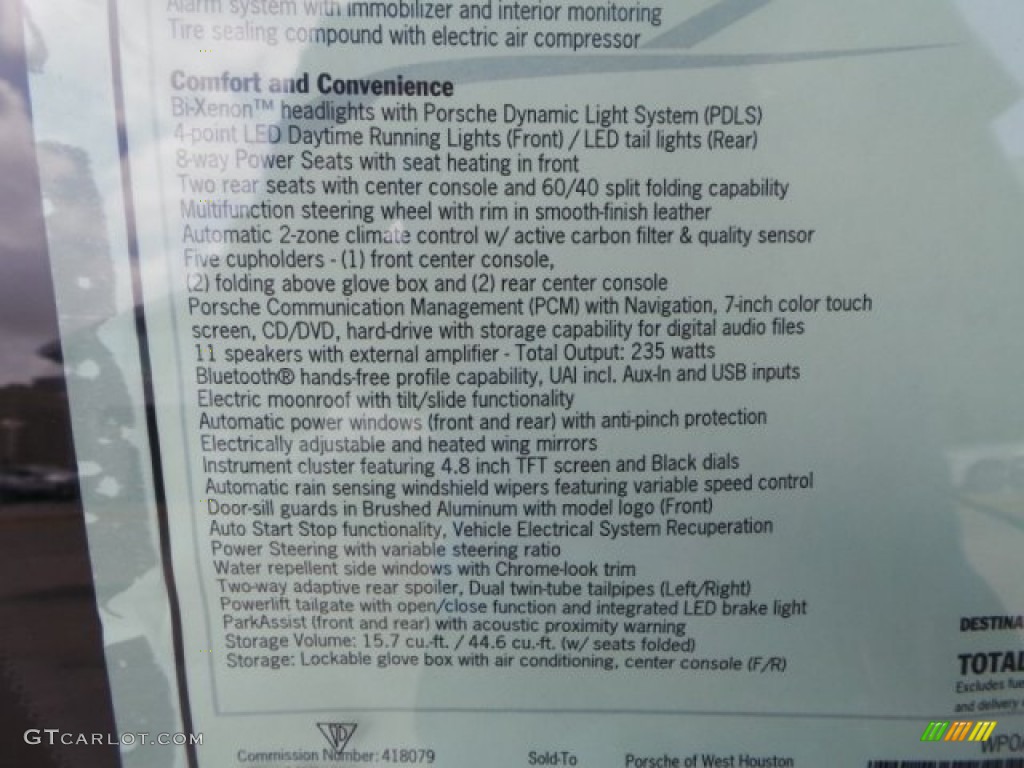 Alarm system with immobilizer and interior monitoring
Tire sealing compound with electric air compressor
Comfort and Convenience
Bi-Xenon™ headlights with Porsche Dynamic Light System (PDLS)
4-point LED Daytime Running Lights (Front) / LED tail lights (Rear)
8-way Power Seats with seat heating in front
Two rear seats with center console and 60/40 split folding capability
Multifunction steering wheel with rim in smooth-finish leather
Automatic 2-zone climate control w/ active carbon filter & quality sensor
Five cupholders - (1) front center console,
(2) folding above glove box and (2) rear center console
Porsche Communication Management (PCM) with Navigation, 7-inch color touch
screen, CD/DVD, hard-drive with storage capability for digital audio files
11 speakers with external amplifier - Total Output: 235 watts
Bluetooth® hands-free profile capability, UAI incl. Aux-In and USB inputs
Electric moonroof with tilt/slide functionality
Automatic power windows (front and rear) with anti-pinch protection
Electrically adjustable and heated wing mirrors
Instrument cluster featuring 4.8 inch TFT screen and Black dials
Automatic rain sensing windshield wipers featuring variable speed control
Door-sill guards in Brushed Aluminum with model logo (Front)
Auto Start Stop functionality, Vehicle Electrical System Recuperation
Power Steering with variable steering ratio
Water repellent side windows with Chrome-look trim
Two-way adaptive rear spoiler, Dual twin-tube tailpipes (Left/Right)
Powerlift tailgate with open/close function and integrated LED brake light
ParkAssist (front and rear) with acoustic proximity warning
Storage Volume: 15.7 cu.-ft. / 44.6 cu.-ft. (w/ seats folded)
Storage: Lockable glove box with air conditioning, center console (F/R)
DESTINA
TOTAL
Excludes fue
and delivery
Commission Number: 418079 Sold-To Porsche of West Houston
WP0
GTCARLOT.COM